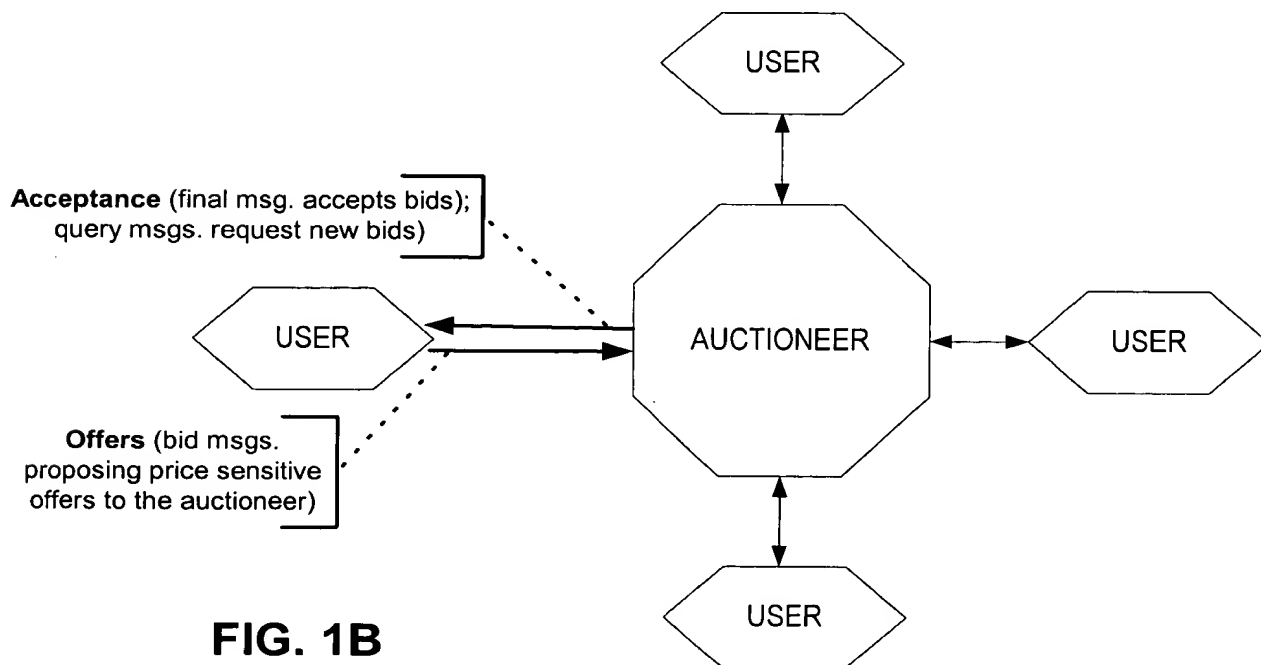 USER
Acceptance (final msg. accepts bids);
query msgs. request new bids)
USER
AUCTIONEER
USER
Offers (bid msgs.
proposing price sensitive
offers to the auctioneer)
USER
FIG. 1B